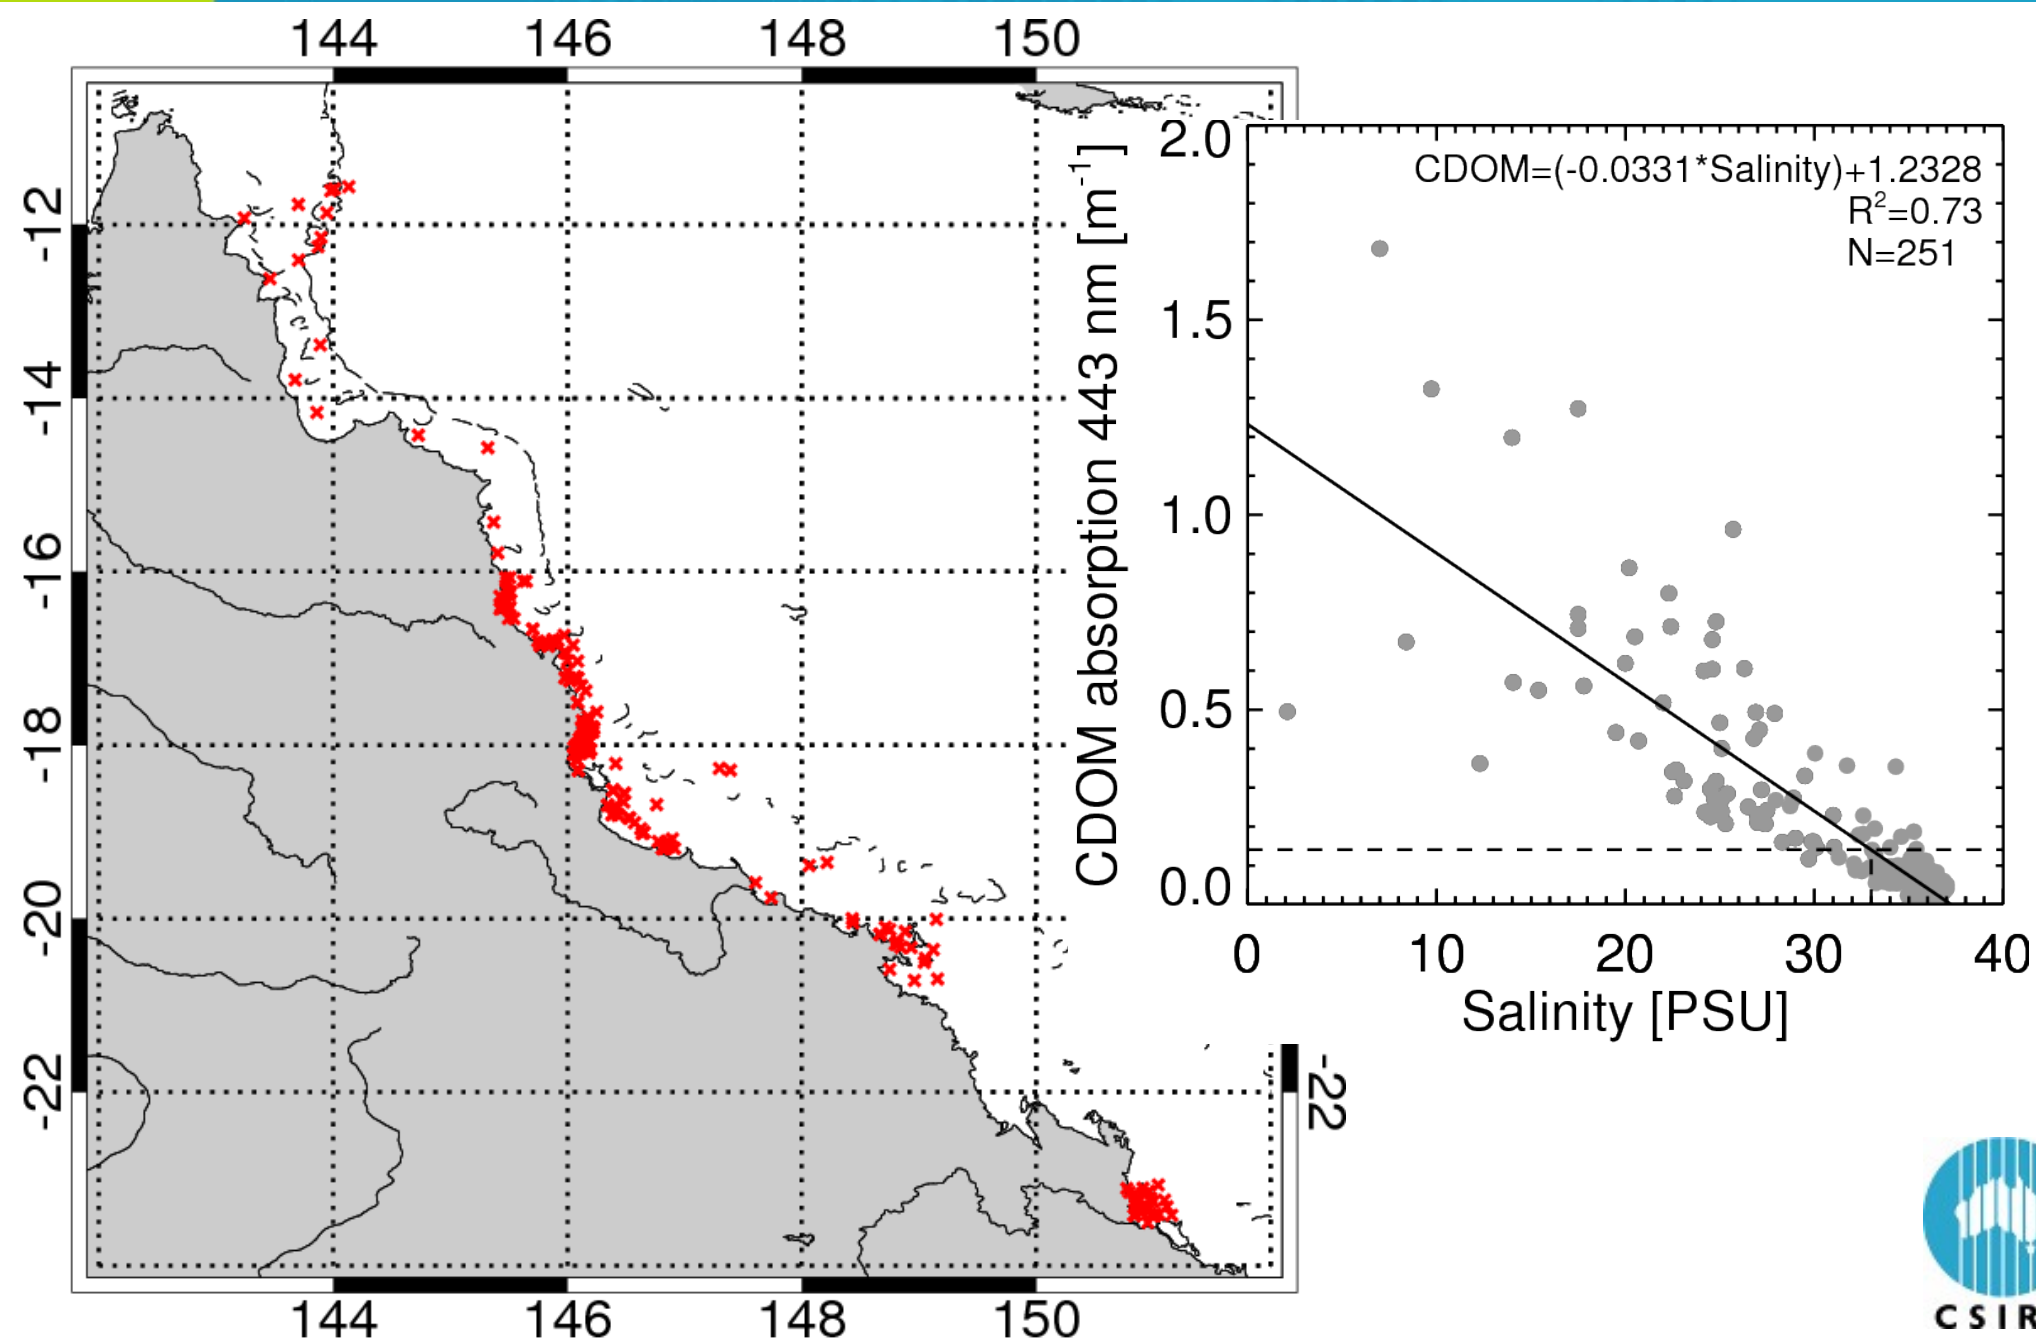 144 146 148 150
-12
-14
-16
-18
-20
-22
144 146 148 150
-22
CDOM absorption 443 nm [m⁻¹]
2.0
1.5
1.0
0.5
0.0
CDOM=(-0.0331*Salinity)+1.2328
R²=0.73
N=251
0 10 20 30 40
Salinity [PSU]
CSIR